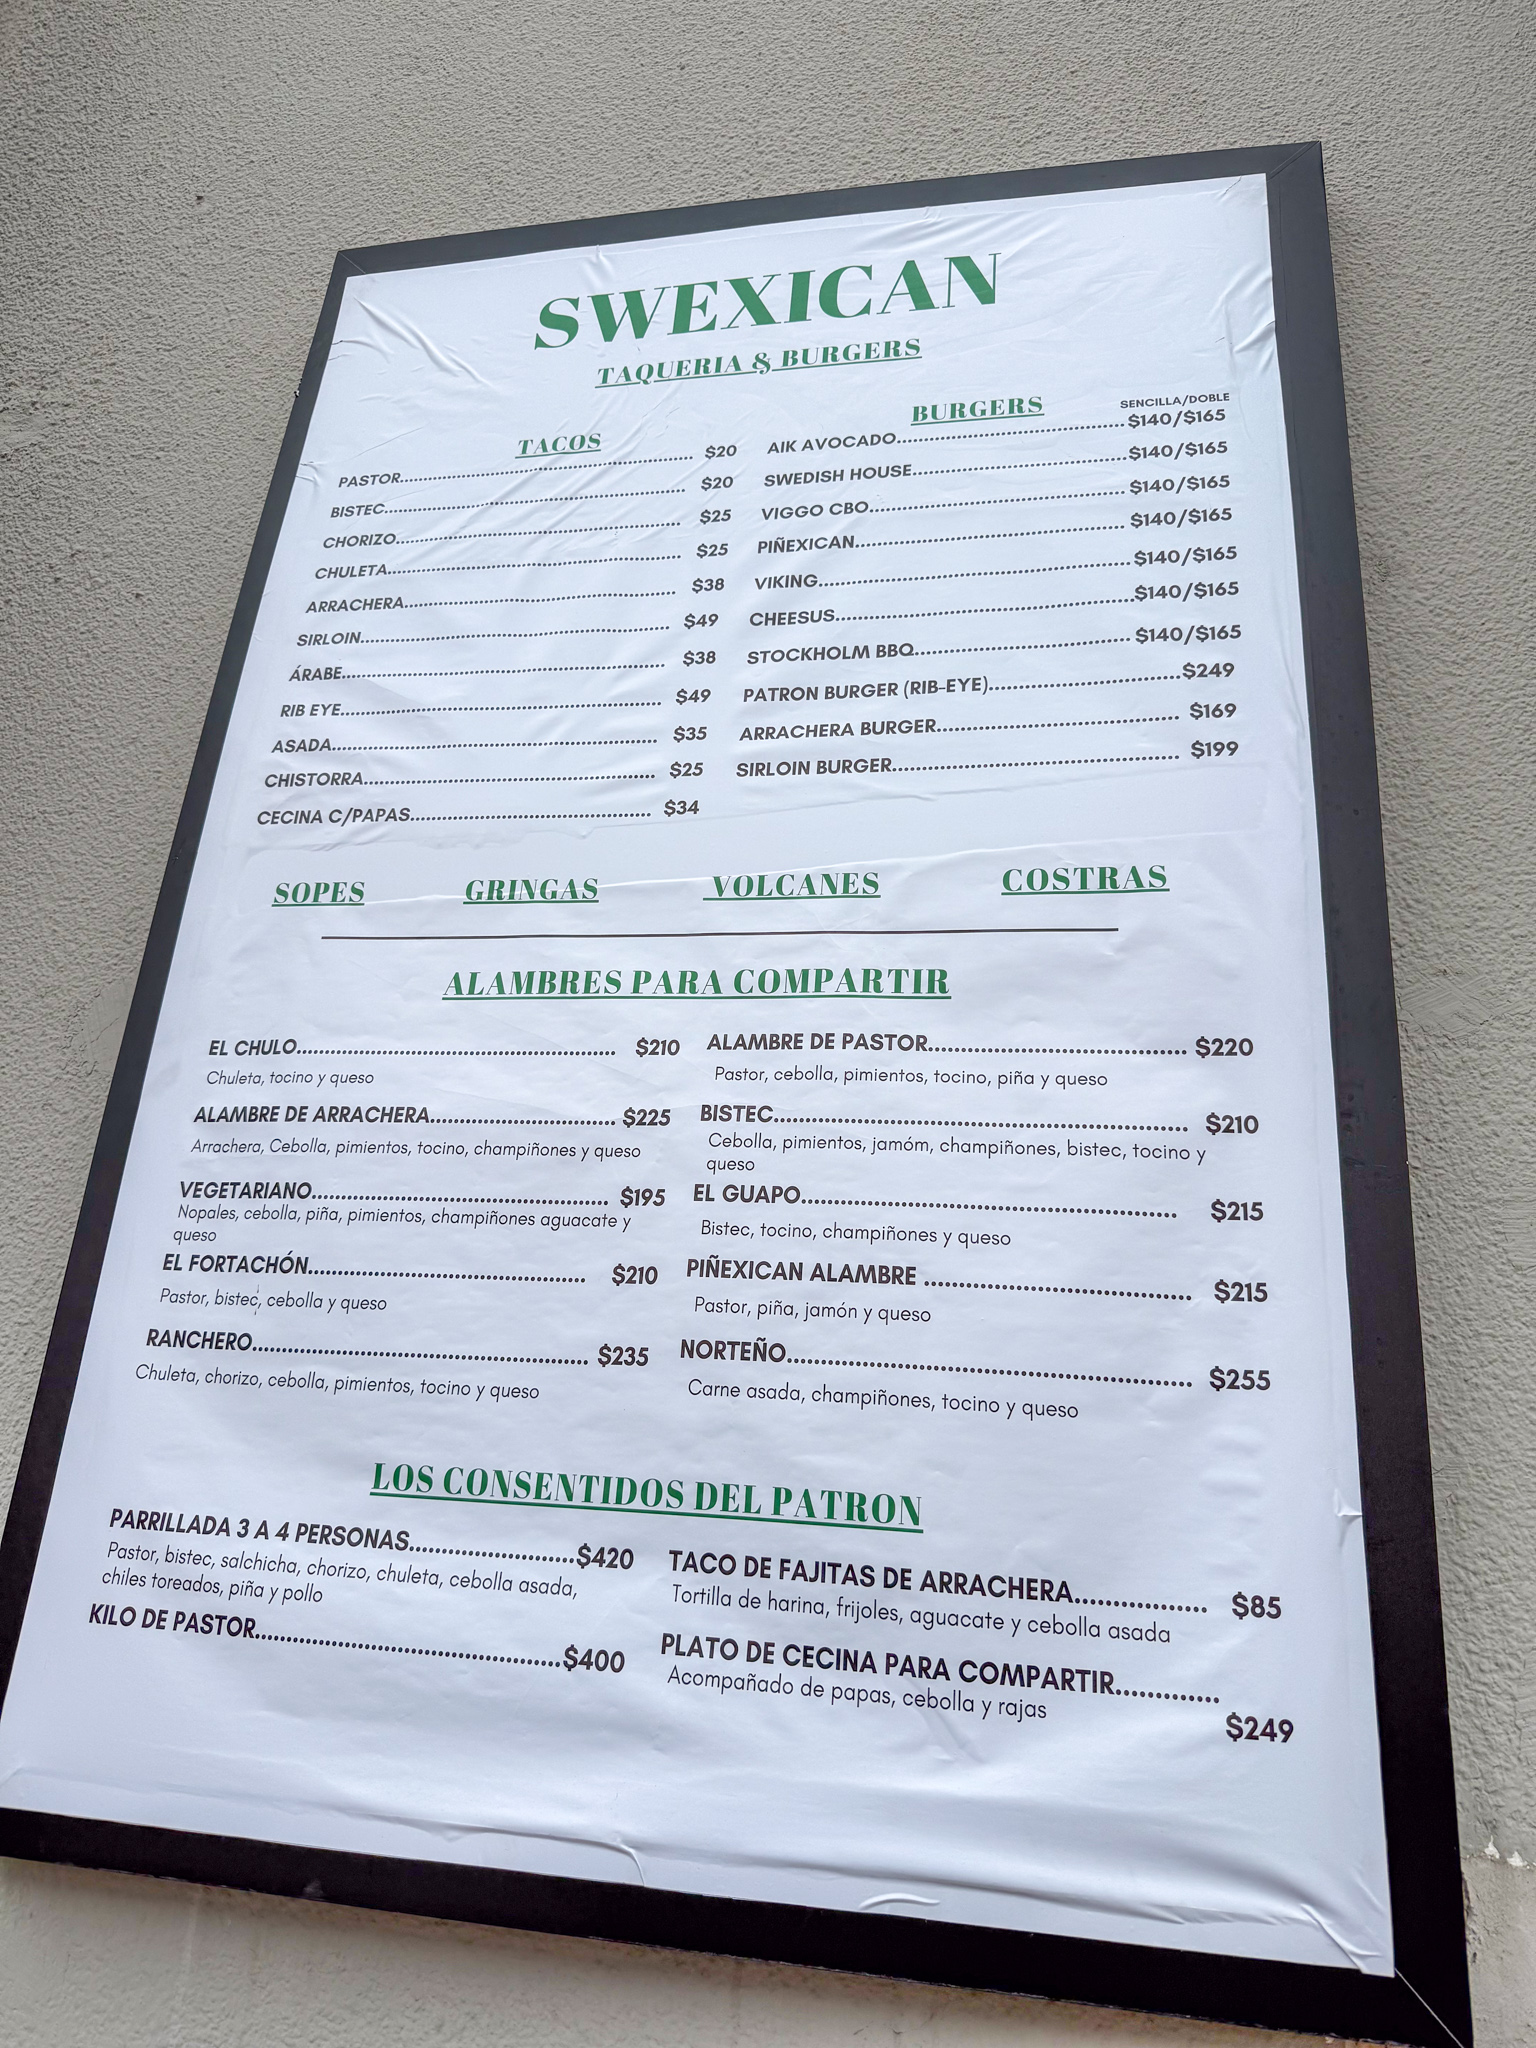 SWEXICAN
TAQUERIA & BURGERS
TACOS
PASTOR........ $20
BISTEC........ $20
CHORIZO........ $25
CHULETA........ $25
ARRACHERA........ $38
SIRLOIN........ $49
ÁRABE........ $38
RIB EYE........ $49
ASADA........ $35
CHISTORRA........ $25
CECINA C/PAPAS........ $34
BURGERS
SENCILLA/DOBLE
AIK AVOCADO........$140/$165
SWEDISH HOUSE........$140/$165
VIGGO CBO........$140/$165
PIÑEXICAN........$140/$165
VIKING........$140/$165
CHEESUS........$140/$165
STOCKHOLM BBQ........$140/$165
PATRON BURGER (RIB-EYE)........$249
ARRACHERA BURGER........ $169
SIRLOIN BURGER........ $199
SOPES GRINGAS VOLCANES COSTRAS
ALAMBRES PARA COMPARTIR
EL CHULO........ $210
Chuleta, tocino y queso
ALAMBRE DE ARRACHERA........ $225
Arrachera, Cebolla, pimientos, tocino, champiñones y queso
VEGETARIANO........ $195
Nopales, cebolla, piña, pimientos, champiñones aguacate y
queso
EL FORTACHÓN........ $210
Pastor, bistec, cebolla y queso
RANCHERO........ $235
Chuleta, chorizo, cebolla, pimientos, tocino y queso
ALAMBRE DE PASTOR........ $220
Pastor, cebolla, pimientos, tocino, piña y queso
BISTEC........ $210
Cebolla, pimientos, jamóm, champiñones, bistec, tocino y
queso
EL GUAPO........ $215
Bistec, tocino, champiñones y queso
PIÑEXICAN ALAMBRE ........ $215
Pastor, piña, jamón y queso
NORTEÑO........ $255
Carne asada, champiñones, tocino y queso
LOS CONSENTIDOS DEL PATRON
PARRILLADA 3 A 4 PERSONAS........$420
Pastor, bistec, salchicha, chorizo, chuleta, cebolla asada,
chiles toreados, piña y pollo
KILO DE PASTOR........$400
TACO DE FAJITAS DE ARRACHERA........ $85
Tortilla de harina, frijoles, aguacate y cebolla asada
PLATO DE CECINA PARA COMPARTIR........
Acompañado de papas, cebolla y rajas
$249